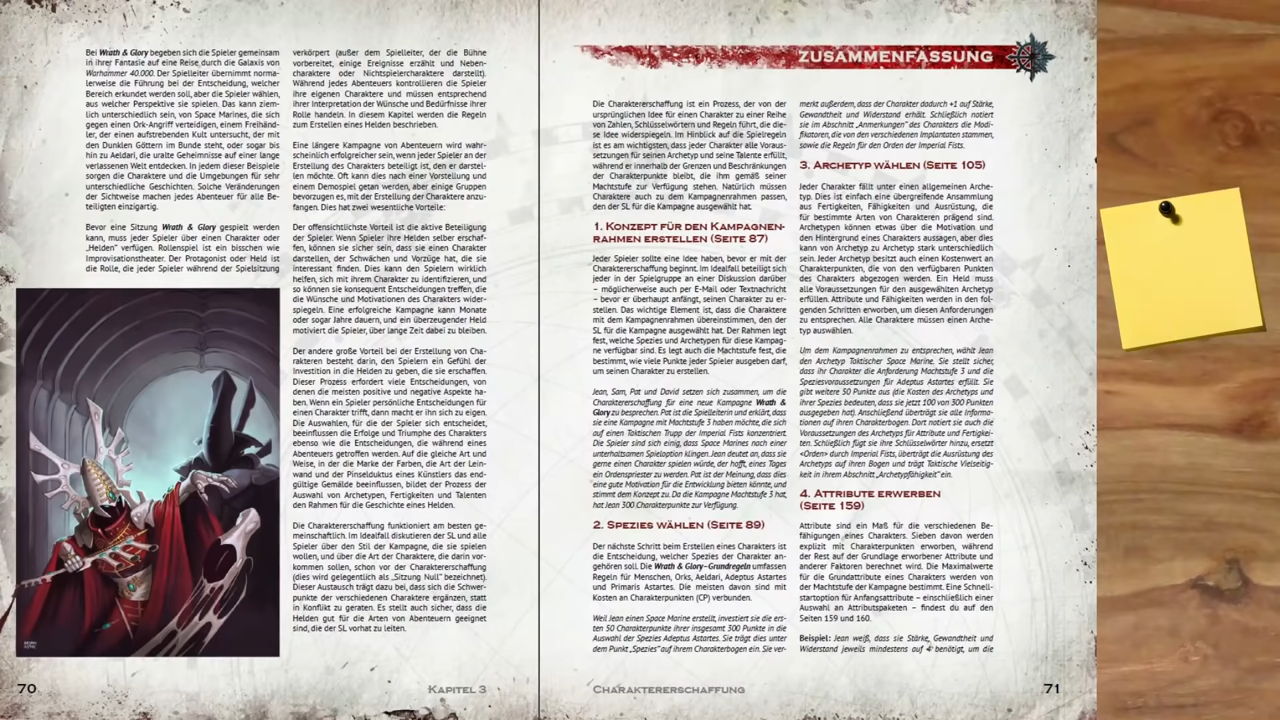 Bei Wrath & Glory begeben sich die Spieler gemeinsam
in ihrer Fantasie auf eine Reise durch die Galaxis von
Warhammer 40.000. Der Spielleiter übernimmt norma-
lerweise die Führung bei der Entscheidung, welcher
Bereich erkundet werden soll, aber die Spieler wählen,
aus welcher Perspektive sie spielen. Das kann ziem-
lich unterschiedlich sein, von Space Marines, die sich
gegen einen Ork-Angriff verteidigen, einem Freihänd-
ler, der einen aufstrebenden Kult untersucht, der mit
den Dunklen Göttern im Bunde steht, oder sogar bis
hin zu Aeldari, die uralte Geheimnisse auf einer lange
verlassenen Welt entdecken. In jedem dieser Beispiele
sorgen die Charaktere und die Umgebungen für sehr
unterschiedliche Geschichten. Solche Veränderungen
der Sichtweise machen jedes Abenteuer für alle Be-
teiligten einzigartig.
Bevor eine Sitzung Wrath & Glory gespielt werden
kann, muss jeder Spieler über einen Charakter oder
„Helden“ verfügen. Rollenspiel ist ein bisschen wie
Improvisationstheater. Der Protagonist oder Held ist
die Rolle, die jeder Spieler während der Spielsitzung
verkörpert (außer dem Spielleiter, der die Bühne
vorbereitet, einige Ereignisse erzählt und Neben-
charaktere oder Nichtspielercharaktere darstellt).
Während jedes Abenteuers kontrollieren die Spieler
ihre eigenen Charaktere und müssen entsprechend
ihrer Interpretation der Wünsche und Bedürfnisse ihrer
Rolle handeln. In diesem Kapitel werden die Regeln
zum Erstellen eines Helden beschrieben.
Eine längere Kampagne von Abenteuern wird wahr-
scheinlich erfolgreicher sein, wenn jeder Spieler an der
Erstellung des Charakters beteiligt ist, den er darstel-
len möchte. Oft kann dies nach einer Vorstellung und
einem Demospiel getan werden, aber einige Gruppen
bevorzugen es, mit der Erstellung der Charaktere anzu-
fangen. Dies hat zwei wesentliche Vorteile:
Der offensichtlichste Vorteil ist die aktive Beteiligung
der Spieler. Wenn Spieler ihre Helden selber erschaf-
fen, können sie sicher sein, dass sie einen Charakter
darstellen, der Schwächen und Vorzüge hat, die sie
interessant finden. Dies kann den Spielern wirklich
helfen, sich mit ihrem Charakter zu identifizieren, und
so können sie konsequent Entscheidungen treffen, die
die Wünsche und Motivationen des Charakters wider-
spiegeln. Eine erfolgreiche Kampagne kann Monate
oder sogar Jahre dauern, und ein überzeugender Held
motiviert die Spieler, über lange Zeit dabei zu bleiben.
Der andere große Vorteil bei der Erstellung von Cha-
rakteren besteht darin, den Spielern ein Gefühl der
Investition in die Helden zu geben, die sie erschaffen.
Dieser Prozess erfordert viele Entscheidungen, von
denen die meisten positive und negative Aspekte ha-
ben. Wenn ein Spieler persönliche Entscheidungen für
einen Charakter trifft, dann macht er ihn sich zu eigen.
Die Auswahlen, für die der Spieler sich entscheidet,
beeinflussen die Erfolge und Triumphe des Charakters
ebenso wie die Entscheidungen, die während eines
Abenteuers getroffen werden. Auf die gleiche Art und
Weise, in der die Marke der Farben, die Art der Lein-
wand und der Pinselduktus eines Künstlers das end-
gültige Gemälde beeinflussen, bildet der Prozess der
Auswahl von Archetypen, Fertigkeiten und Talenten
den Rahmen für die Geschichte eines Helden.
Die Charaktererschaffung funktioniert am besten ge-
meinschaftlich. Im Idealfall diskutieren der SL und alle
Spieler über den Stil der Kampagne, die sie spielen
wollen, und über die Art der Charaktere, die darin vor-
kommen sollen, schon vor der Charaktererschaffung
(dies wird gelegentlich als „Sitzung Null“ bezeichnet).
Dieser Austausch trägt dazu bei, dass sich die Schwer-
punkte der verschiedenen Charaktere ergänzen, statt
in Konflikt zu geraten. Es stellt auch sicher, dass die
Helden gut für die Arten von Abenteuern geeignet
sind, die der SL vorhat zu leiten.
70
Kapitel 3
Zusammenfassung
Die Charaktererschaffung ist ein Prozess, der von der
ursprünglichen Idee für einen Charakter zu einer Reihe
von Zahlen, Schlüsselwörtern und Regeln führt, die die-
se Idee widerspiegeln. Im Hinblick auf die Spielregeln
ist es am wichtigsten, dass jeder Charakter alle Voraus-
setzungen für seinen Archetyp und seine Talente erfüllt,
während er innerhalb der Grenzen und Beschränkungen
der Charakterpunkte bleibt, die ihm gemäß seiner
Machtstufe zur Verfügung stehen. Natürlich müssen
Charaktere auch zu dem Kampagnenrahmen passen,
den der SL für die Kampagne ausgewählt hat.
1. Konzept für den Kampagnen-
rahmen erstellen (Seite 87)
Jeder Spieler sollte eine Idee haben, bevor er mit der
Charaktererschaffung beginnt. Im Idealfall beteiligt sich
jeder in der Spielgruppe an einer Diskussion darüber
– möglicherweise auch per E-Mail oder Textnachricht
– bevor er überhaupt anfängt, seinen Charakter zu er-
stellen. Das wichtige Element ist, dass die Charaktere
mit dem Kampagnenrahmen übereinstimmen, den der
SL für die Kampagne ausgewählt hat. Der Rahmen legt
fest, welche Spezies und Archetypen für diese Kampag-
ne verfügbar sind. Es legt auch die Machtstufe fest, die
bestimmt, wie viele Punkte jeder Spieler ausgeben darf,
um seinen Charakter zu erstellen.
Jean, Sam, Pat und David setzen sich zusammen, um die
Charaktererschaffung für eine neue Kampagne Wrath &
Glory zu besprechen. Pat ist die Spielleiterin und erklärt, dass
sie eine Kampagne mit Machtstufe 3 haben möchte, die sich
auf einen Taktischen Trupp der Imperial Fists konzentriert.
Die Spieler sind sich einig, dass Space Marines nach einer
unterhaltsamen Spieloption klingen. Jean deutet an, dass sie
gerne einen Charakter spielen würde, der hofft, eines Tages
ein Ordenspriester zu werden. Pat ist der Meinung, dass dies
eine gute Motivation für die Entwicklung bieten könnte, und
stimmt dem Konzept zu. Da die Kampagne Machtstufe 3 hat,
hat Jean 300 Charakterpunkte zur Verfügung.
2. Spezies wählen (Seite 89)
Der nächste Schritt beim Erstellen eines Charakters ist
die Entscheidung, welcher Spezies der Charakter an-
gehören soll. Die Wrath & Glory-Grundregeln umfassen
Regeln für Menschen, Orks, Aeldari, Adeptus Astartes
und Primaris Astartes. Die meisten davon sind mit
Kosten an Charakterpunkten (CP) verbunden.
Weil Jean einen Space Marine erstellt, investiert sie die ers-
ten 50 Charakterpunkte ihrer insgesamt 300 Punkte in die
Auswahl der Spezies Adeptus Astartes. Sie trägt dies unter
dem Punkt „Spezies“ auf ihrem Charakterbogen ein. Sie ver-
merkt außerdem, dass der Charakter dadurch +1 auf Stärke,
Gewandtheit und Widerstand erhält. Schließlich notiert
sie im Abschnitt „Anmerkungen“ des Charakters die Modi-
fikatoren, die von den verschiedenen Implantaten stammen,
sowie die Regeln für den Orden der Imperial Fists.
3. Archetyp wählen (Seite 105)
Jeder Charakter fällt unter einen allgemeinen Arche-
typ. Dies ist einfach eine übergreifende Ansammlung
aus Fertigkeiten, Fähigkeiten und Ausrüstung, die
für bestimmte Arten von Charakteren prägend sind.
Archetypen können etwas über die Motivation und
den Hintergrund eines Charakters aussagen, aber dies
kann von Archetyp zu Archetyp stark unterschiedlich
sein. Jeder Archetyp besitzt auch einen Kostenwert an
Charakterpunkten, die von den verfügbaren Punkten
des Charakters abgezogen werden. Ein Held muss
alle Voraussetzungen für den ausgewählten Archetyp
erfüllen. Attribute und Fähigkeiten werden in den fol-
genden Schritten erworben, um diesen Anforderungen
zu entsprechen. Alle Charaktere müssen einen Arche-
typ auswählen.
Um dem Kampagnenrahmen zu entsprechen, wählt Jean
den Archetyp Taktischer Space Marine. Sie stellt sicher,
dass ihr Charakter die Anforderung Machtstufe 3 und die
Speziesvoraussetzungen für Adeptus Astartes erfüllt. Sie
gibt weitere 50 Punkte aus (die Kosten des Archetyps und
ihrer Spezies bedeuten, dass sie jetzt 100 von 300 Punkten
ausgegeben hat). Anschließend überträgt sie alle Informa-
tionen auf ihren Charakterbogen. Dort notiert sie auch die
Voraussetzungen des Archetyps für Attribute und Fertigkei-
ten. Schließlich fügt sie ihre Schlüsselwörter hinzu, ersetzt
<Orden> durch Imperial Fists, überträgt die Ausrüstung des
Archetyps auf ihren Bogen und trägt Taktische Vielseitig-
keit in ihrem Abschnitt „Archetypfähigkeit“ ein.
4. Attribute erwerben
(Seite 159)
Attribute sind ein Maß für die verschiedenen Be-
fähigungen eines Charakters. Sieben davon werden
explizit mit Charakterpunkten erworben, während
der Rest auf der Grundlage erworbener Attribute und
anderer Faktoren berechnet wird. Die Maximalwerte
für die Grundattribute eines Charakters werden von
der Machtstufe der Kampagne bestimmt. Eine Schnell-
startoption für Anfangsattribute – einschließlich einer
Auswahl an Attributspaketen – findest du auf den
Seiten 159 und 160.
Beispiel: Jean weiß, dass sie Stärke, Gewandtheit und
Widerstand jeweils mindestens auf 4 benötigt, um die
Charaktererschaffung
71